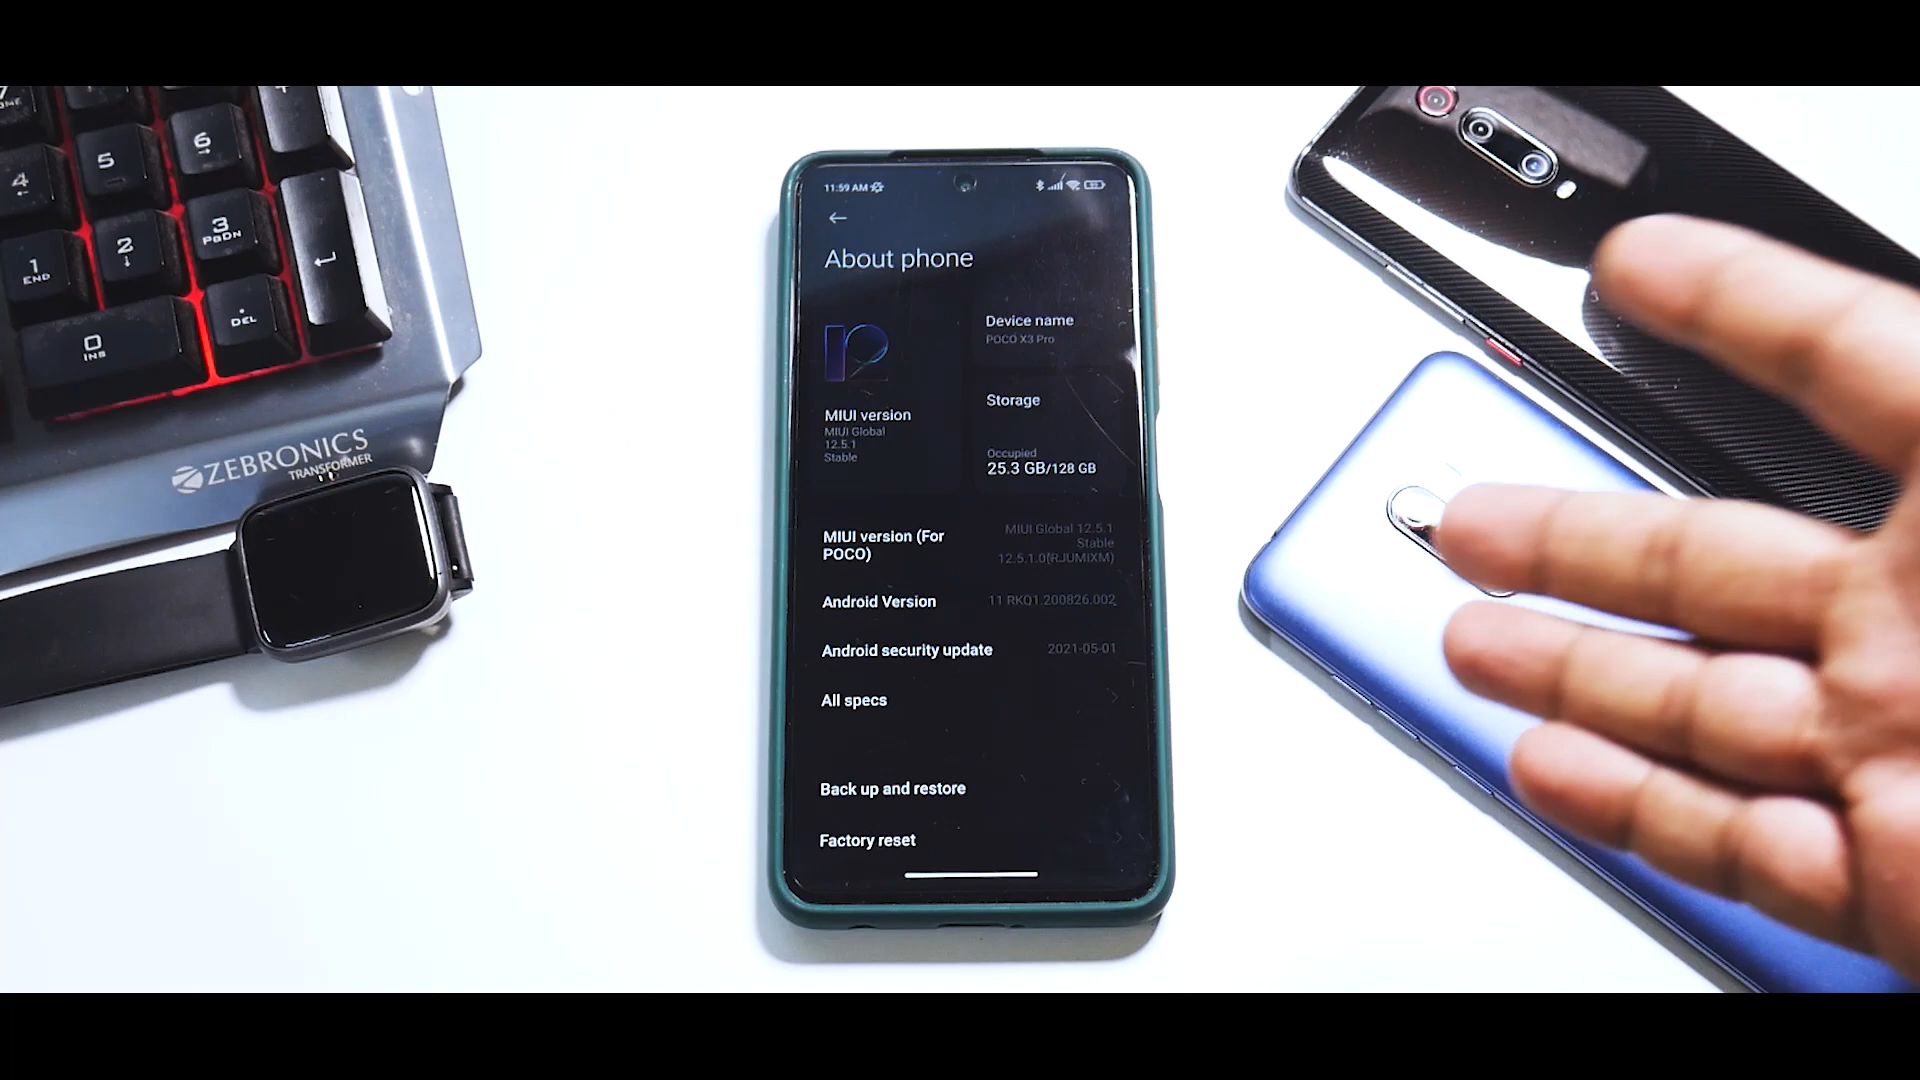 5
6
4
1
END
2
3
PGDN
0
INS
DEL
ZEBRONICS
TRANSFORMER
11:59 AM
About phone
Device name
POCO X3 Pro
Storage
Occupied
25.3 GB/128 GB
MIUI version
MIUI Global
12.5.1
Stable
MIUI version (For
POCO)
MIUI Global 12.5.1
Stable
12.5.1.0(RJUMIXM)
Android Version
11 RKQ1.200826.002
Android security update
2021-05-01
All specs
Back up and restore
Factory reset